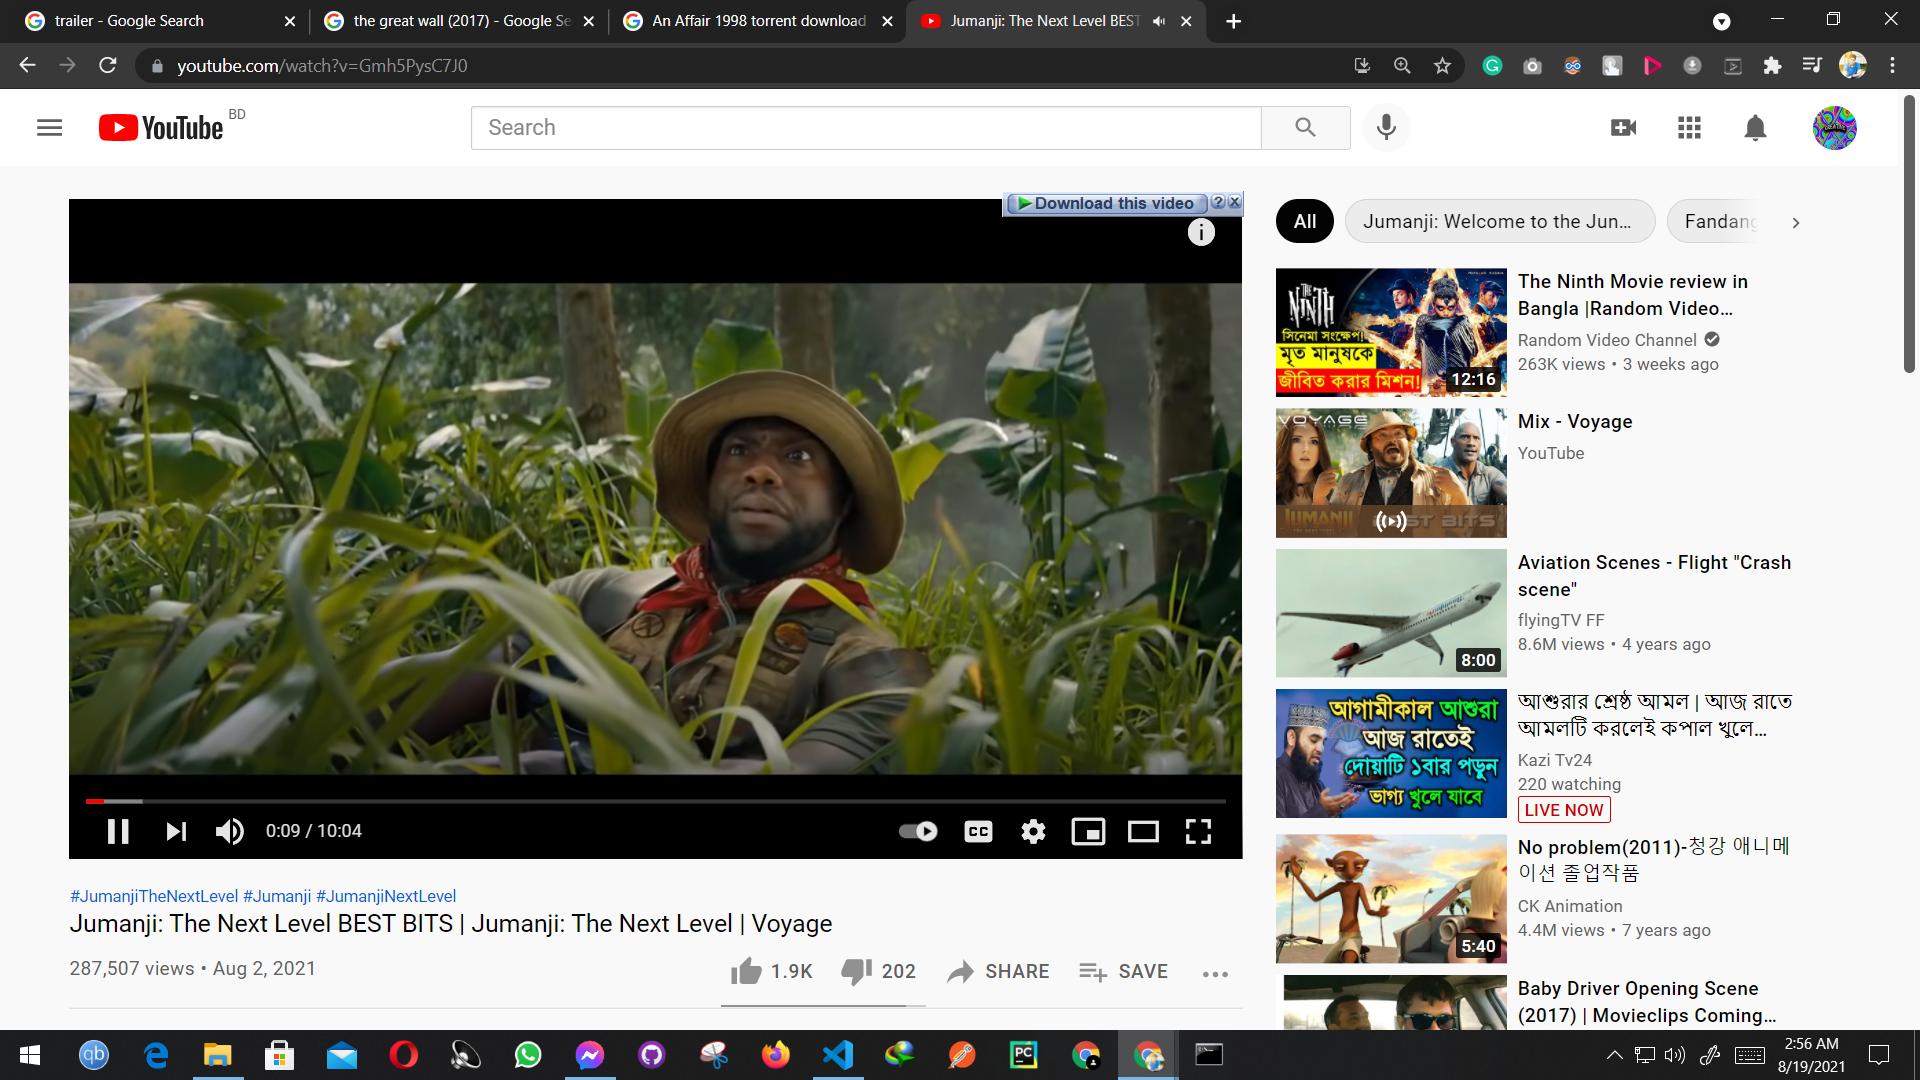 trailer - Google Search
the great wall (2017) - Google Se
An Affair 1998 torrent download
Jumanji: The Next Level BEST
youtube.com/watch?v=Gmh5PysC7J0
YouTube BD
Search
Download this video
All
Jumanji: Welcome to the Jun...
Fandang
THE NINTH
সিনেমা সংক্ষেপ!
মৃত মানুষকে
জীবিত করার মিশন!
12:16
The Ninth Movie review in
Bangla |Random Video...
Random Video Channel
263K views • 3 weeks ago
VOYAGE
JUMANJI BEST BITS
Mix - Voyage
YouTube
8:00
Aviation Scenes - Flight "Crash
scene"
flyingTV FF
8.6M views • 4 years ago
আগামীকাল আশুরা
আজ রাতেই
দোয়াটি ১বার পড়ুন
ভাগ্য খুলে যাবে
আশুরার শ্রেষ্ঠ আমল | আজ রাতে
আমলটি করলেই কপাল খুলে...
Kazi Tv24
220 watching
LIVE NOW
5:40
No problem(2011)-청강 애니메
이션 졸업작품
CK Animation
4.4M views • 7 years ago
Baby Driver Opening Scene
(2017) | Movieclips Coming...
0:09 / 10:04
CC
#JumanjiTheNextLevel #Jumanji #JumanjiNextLevel
Jumanji: The Next Level BEST BITS | Jumanji: The Next Level | Voyage
287,507 views • Aug 2, 2021
1.9K
202
SHARE
SAVE
qb
PC
2:56 AM
8/19/2021